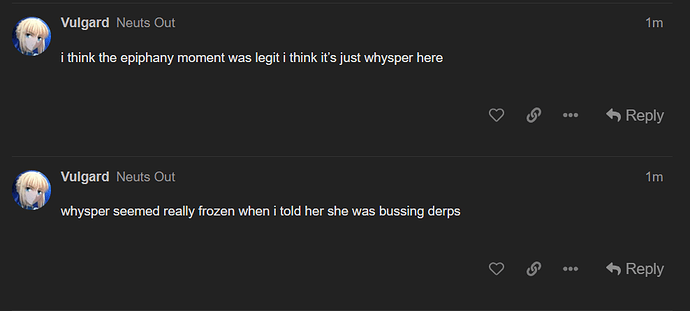 Vulgard Neuts Out 1m
i think the epiphany moment was legit i think it's just whysper here
Reply
Vulgard Neuts Out 1m
whysper seemed really frozen when i told her she was bussing derps
Reply